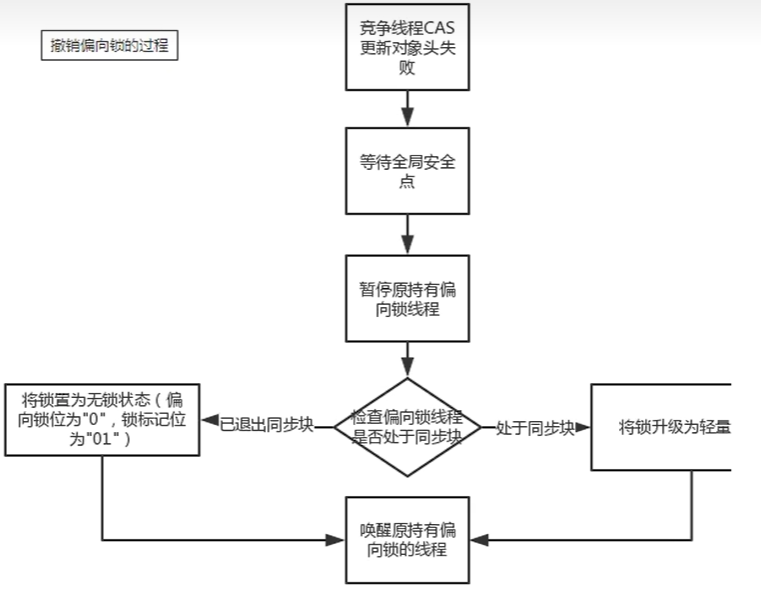 撤销偏向锁的过程
竞争线程CAS
更新对象头失
败
等待全局安全
点
暂停原持有偏
向锁线程
检查偏向锁线程
是否处于同步块
已退出同步块
处于同步块
将锁置为无锁状态（偏
向锁位为"0"，锁标记位
为"01"）
将锁升级为轻量
唤醒原持有偏
向锁的线程